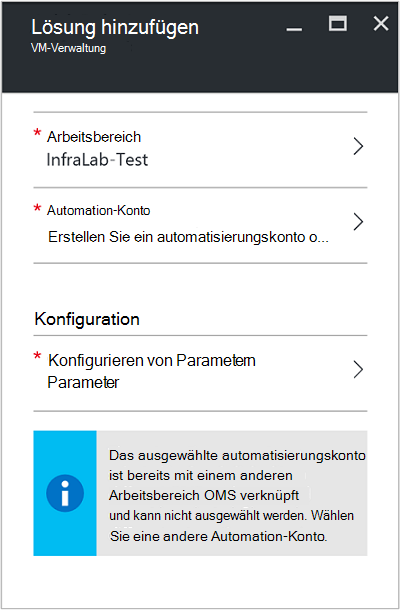 Lösung hinzufügen
VM-Verwaltung
* Arbeitsbereich
InfraLab-Test
* Automation-Konto
Erstellen Sie ein automatisierungskonto o...
Konfiguration
* Konfigurieren von Parametern
Parameter
Das ausgewählte automatisierungskonto
ist bereits mit einem anderen
Arbeitsbereich OMS verknüpft
und kann nicht ausgewählt werden. Wählen
Sie eine andere Automation-Konto.